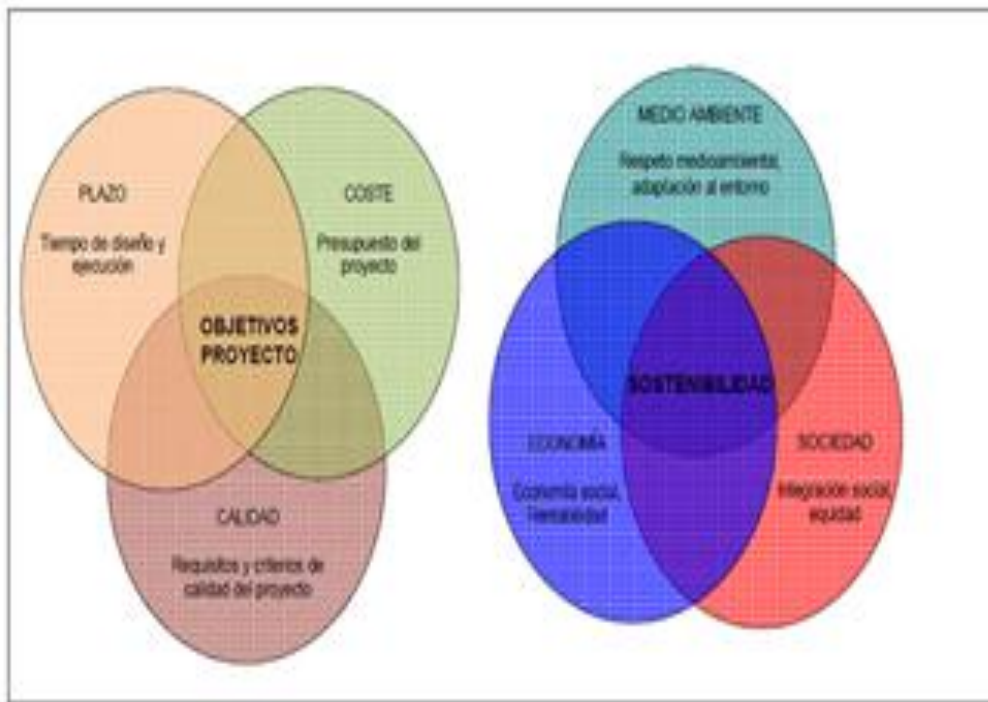 PLAZO
Tiempo de diseño y
ejecución
COSTE
Presupuesto del
proyecto
OBJETIVOS
PROYECTO
CALIDAD
Requisitos y criterios de
calidad del proyecto
MEDIO AMBIENTE
Respeto medioambiental,
adaptación al entorno
SOSTENIBILIDAD
ECONOMÍA
Economía social,
Rentabilidad
SOCIEDAD
Integración social,
equidad